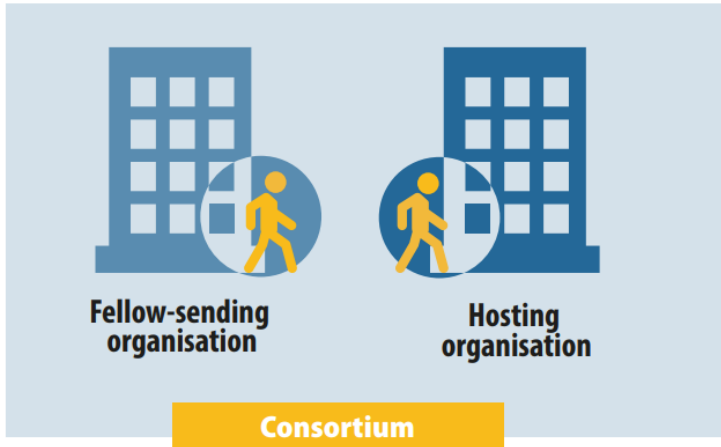 Fellow-sending
organisation
Hosting
organisation
Consortium